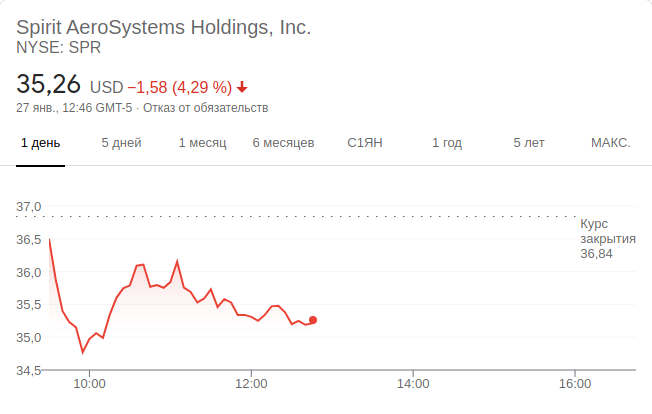 Spirit AeroSystems Holdings, Inc.
NYSE: SPR
35,26 USD −1,58 (4,29 %)
27 янв., 12:46 GMT-5 · Отказ от обязательств
1 день 5 дней 1 месяц 6 месяцев С1ЯН 1 год 5 лет МАКС.
37,0
Курс
36,5 закрытия
36,84
36,0
35,5
35,0
34,5
10:00 12:00 14:00 16:00